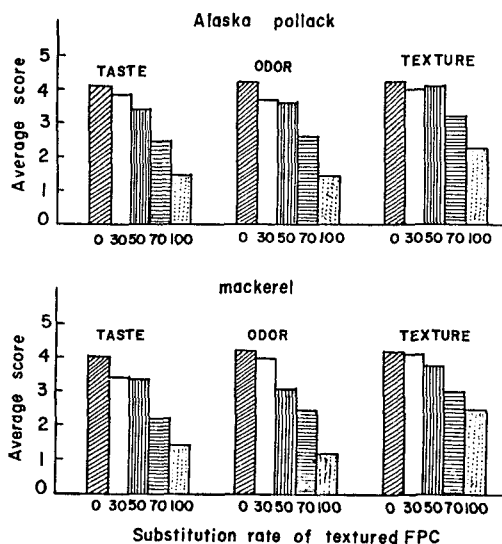 Alaska pollack
TASTE ODOR TEXTURE
Average score
4
3
2
1
0
0 30 50 70 100 0 30 50 70 100 0 30 50 70 100
mackerel
TASTE ODOR TEXTURE
Average score
4
3
2
1
0
0 30 50 70 100 0 30 50 70 100 0 30 50 70 100
Substitution rate of textured FPC